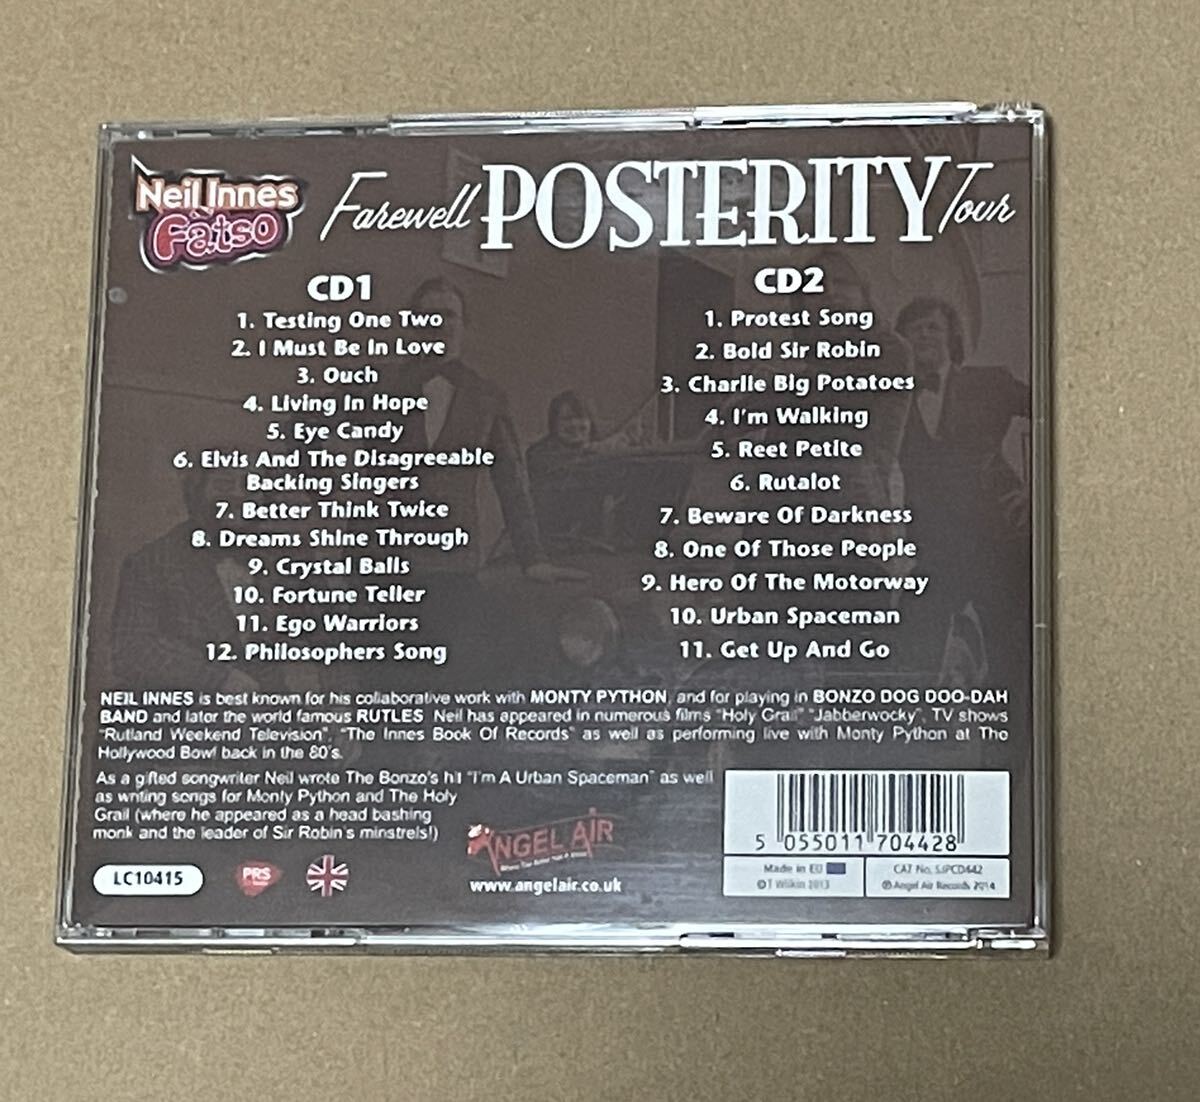 Neil Innes
& Fatso
Farewell POSTERITY Tour
CD1
1. Testing One Two
2. I Must Be In Love
3. Ouch
4. Living In Hope
5. Eye Candy
6. Elvis And The Disagreeable
Backing Singers
7. Better Think Twice
8. Dreams Shine Through
9. Crystal Balls
10. Fortune Teller
11. Ego Warriors
12. Philosophers Song
CD2
1. Protest Song
2. Bold Sir Robin
3. Charlie Big Potatoes
4. I'm Walking
5. Reet Petite
6. Rutalot
7. Beware Of Darkness
8. One Of Those People
9. Hero Of The Motorway
10. Urban Spaceman
11. Get Up And Go
NEIL INNES is best known for his collaborative work with MONTY PYTHON, and for playing in BONZO DOG DOO-DAH
BAND and later the world famous RUTLES Neil has appeared in numerous films "Holy Grail" "Jabberwocky", TV shows
"Rutland Weekend Television", "The Innes Book Of Records" as well as performing live with Monty Python at The
Hollywood Bowl back in the 80's.
As a gifted songwriter Neil wrote The Bonzo's hit "I'm A Urban Spaceman" as well
as writing songs for Monty Python and The Holy
Grail (where he appeared as a head bashing
monk and the leader of Sir Robin's minstrels!)
LC10415
PRS
ANGEL AIR
www.angelair.co.uk
5 055011 704428
Made in EU
T Wilkin 2013
CAT No. SJPCD442
Angel Air Records 2014